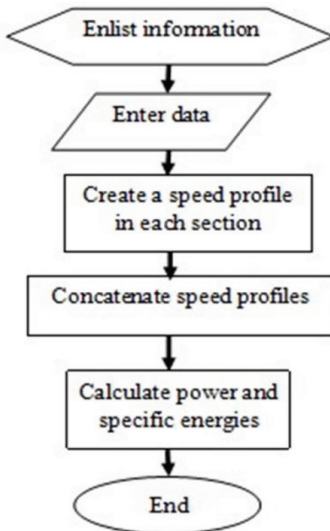 Enlist information
Enter data
Create a speed profile
in each section
Concatenate speed profiles
Calculate power and
specific energies
End